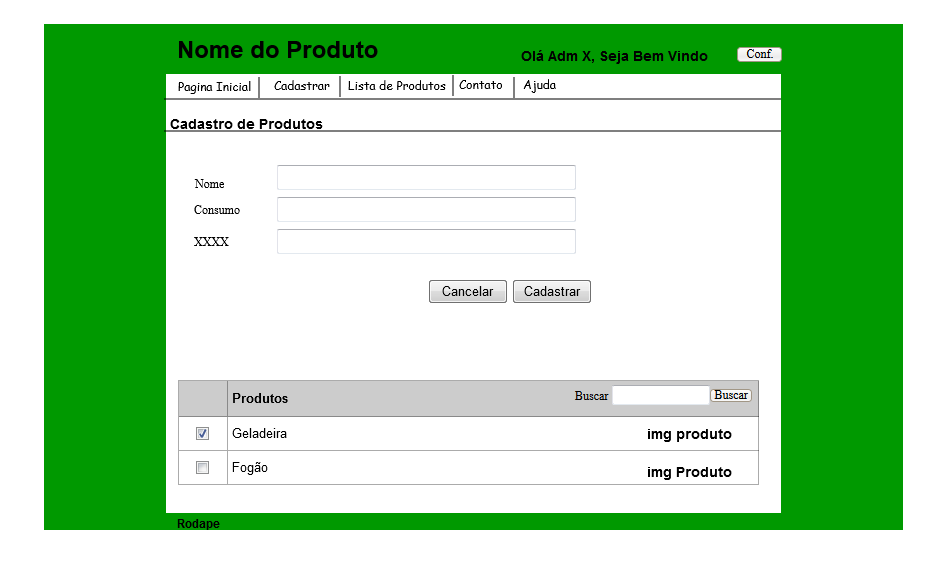 Nome do Produto
Olá Adm X, Seja Bem Vindo
Conf.
Pagina Inicial Cadastrar Lista de Produtos Contato Ajuda
Cadastro de Produtos
Nome
Consumo
XXXX
Cancelar Cadastrar
Produtos Buscar Buscar
Geladeira img produto
Fogão img Produto
Rodape